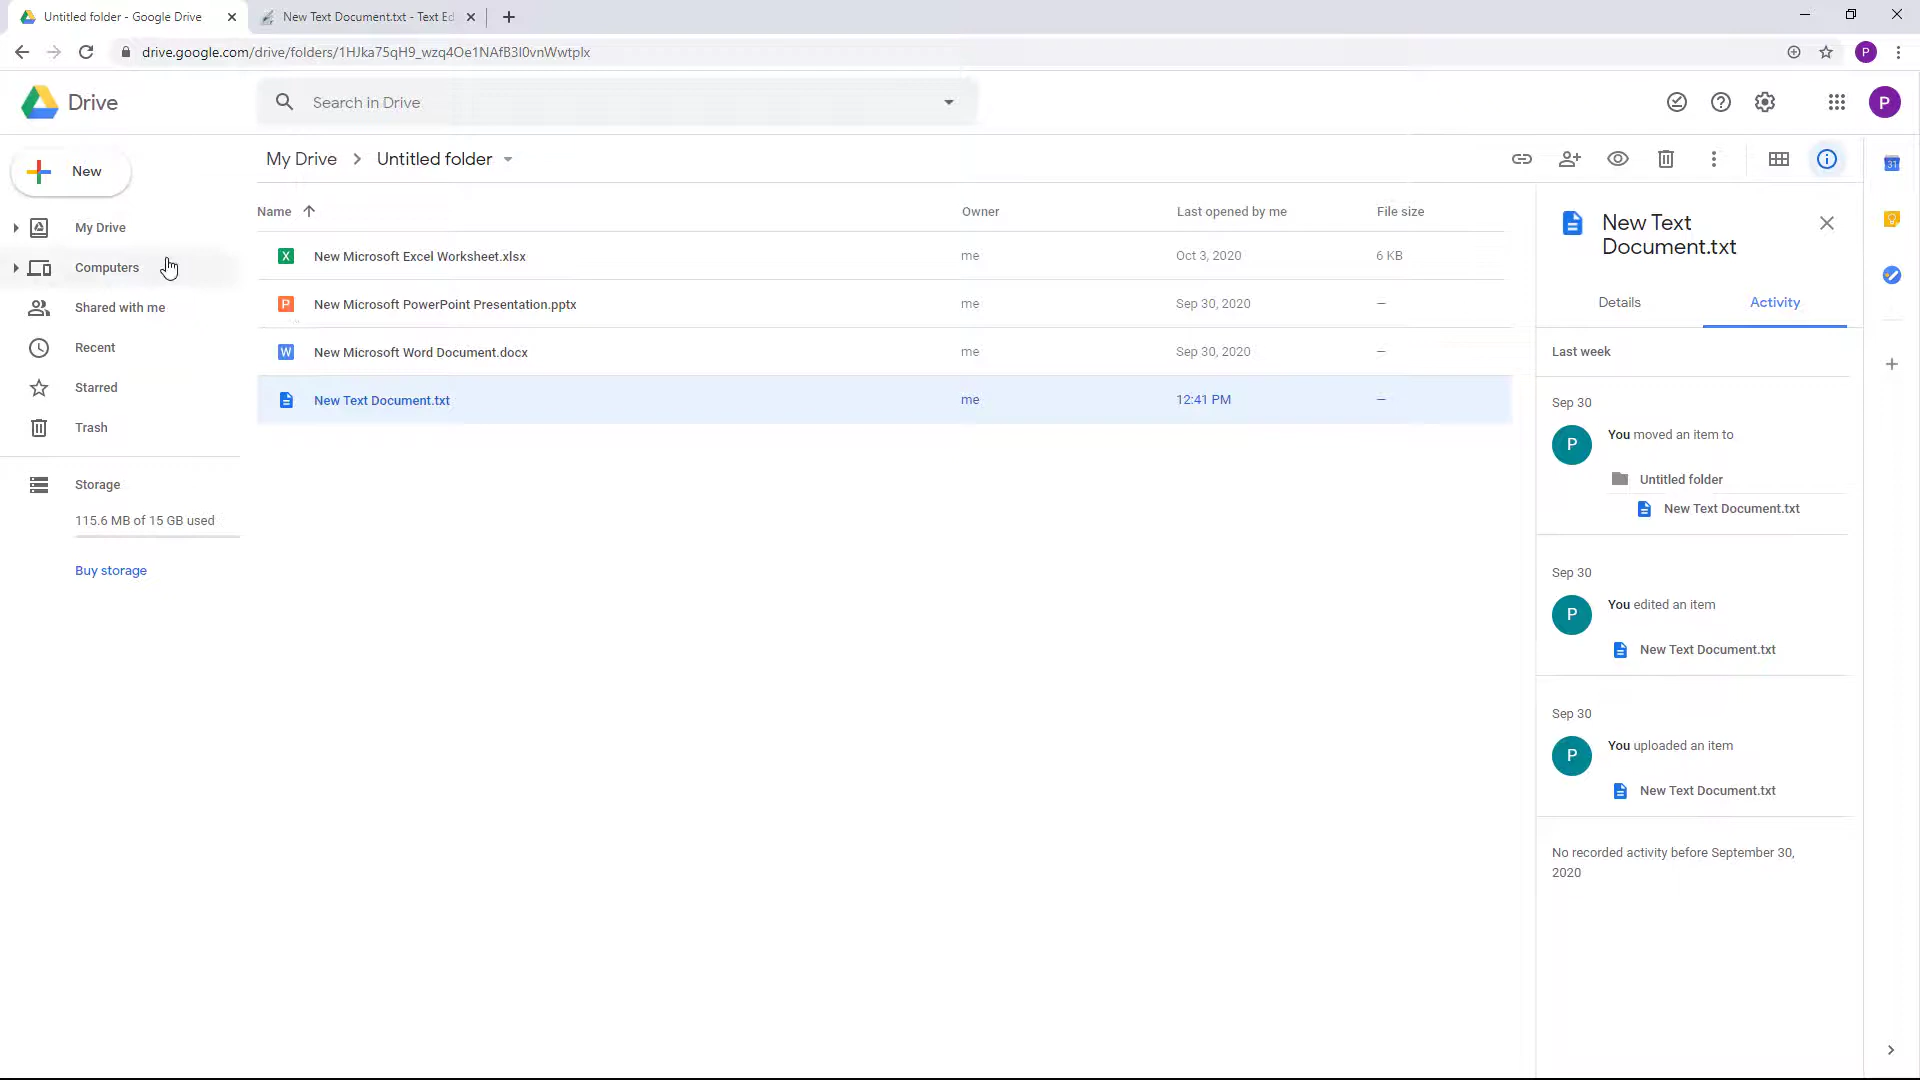 Untitled folder - Google Drive
New Text Document.txt - Text Ed
drive.google.com/drive/folders/1HJka75qH9_wzq4Oe1NAfB3I0vnWwtpIx
P
Drive
Search in Drive
P
New
My Drive
Computers
Shared with me
Recent
Starred
Trash
Storage
115.6 MB of 15 GB used
Buy storage
My Drive > Untitled folder
Name Owner Last opened by me File size
X New Microsoft Excel Worksheet.xlsx me Oct 3, 2020 6 KB
P New Microsoft PowerPoint Presentation.pptx me Sep 30, 2020 —
W New Microsoft Word Document.docx me Sep 30, 2020 —
New Text Document.txt me 12:41 PM —
New Text
Document.txt
Details Activity
Last week
Sep 30
P You moved an item to
Untitled folder
New Text Document.txt
Sep 30
P You edited an item
New Text Document.txt
Sep 30
P You uploaded an item
New Text Document.txt
No recorded activity before September 30,
2020
31